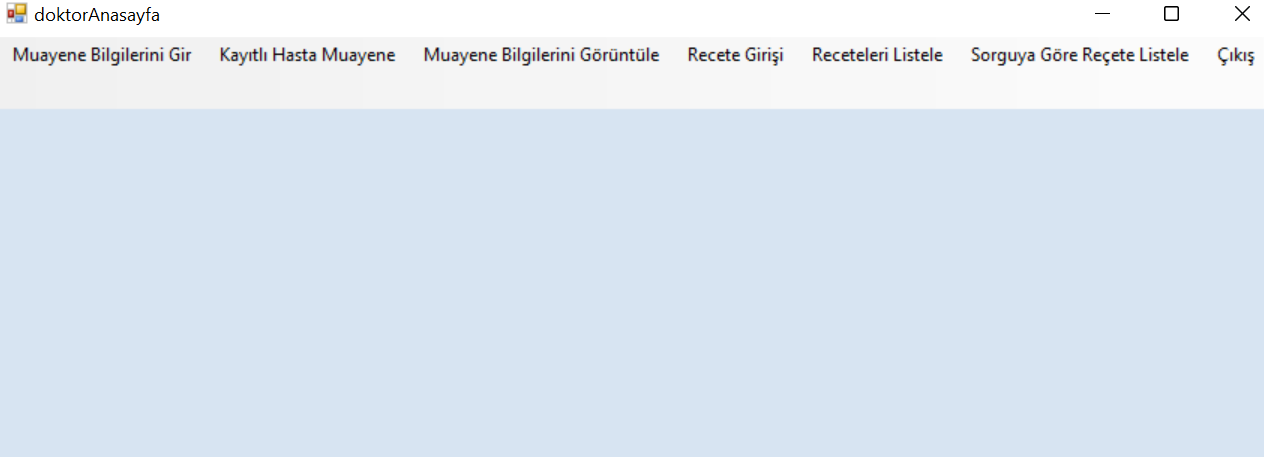 doktorAnasayfa
Muayene Bilgilerini Gir Kayıtlı Hasta Muayene Muayene Bilgilerini Görüntüle Recete Girişi Receteleri Listele Sorguya Göre Reçete Listele Çıkış